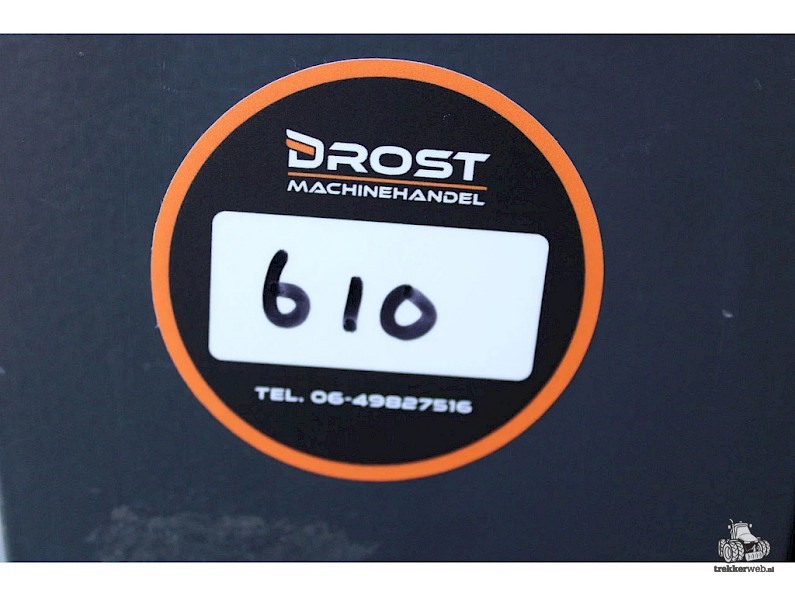 DROST
MACHINEHANDEL
610
TEL. 06-49827516
trekkerweb.nl